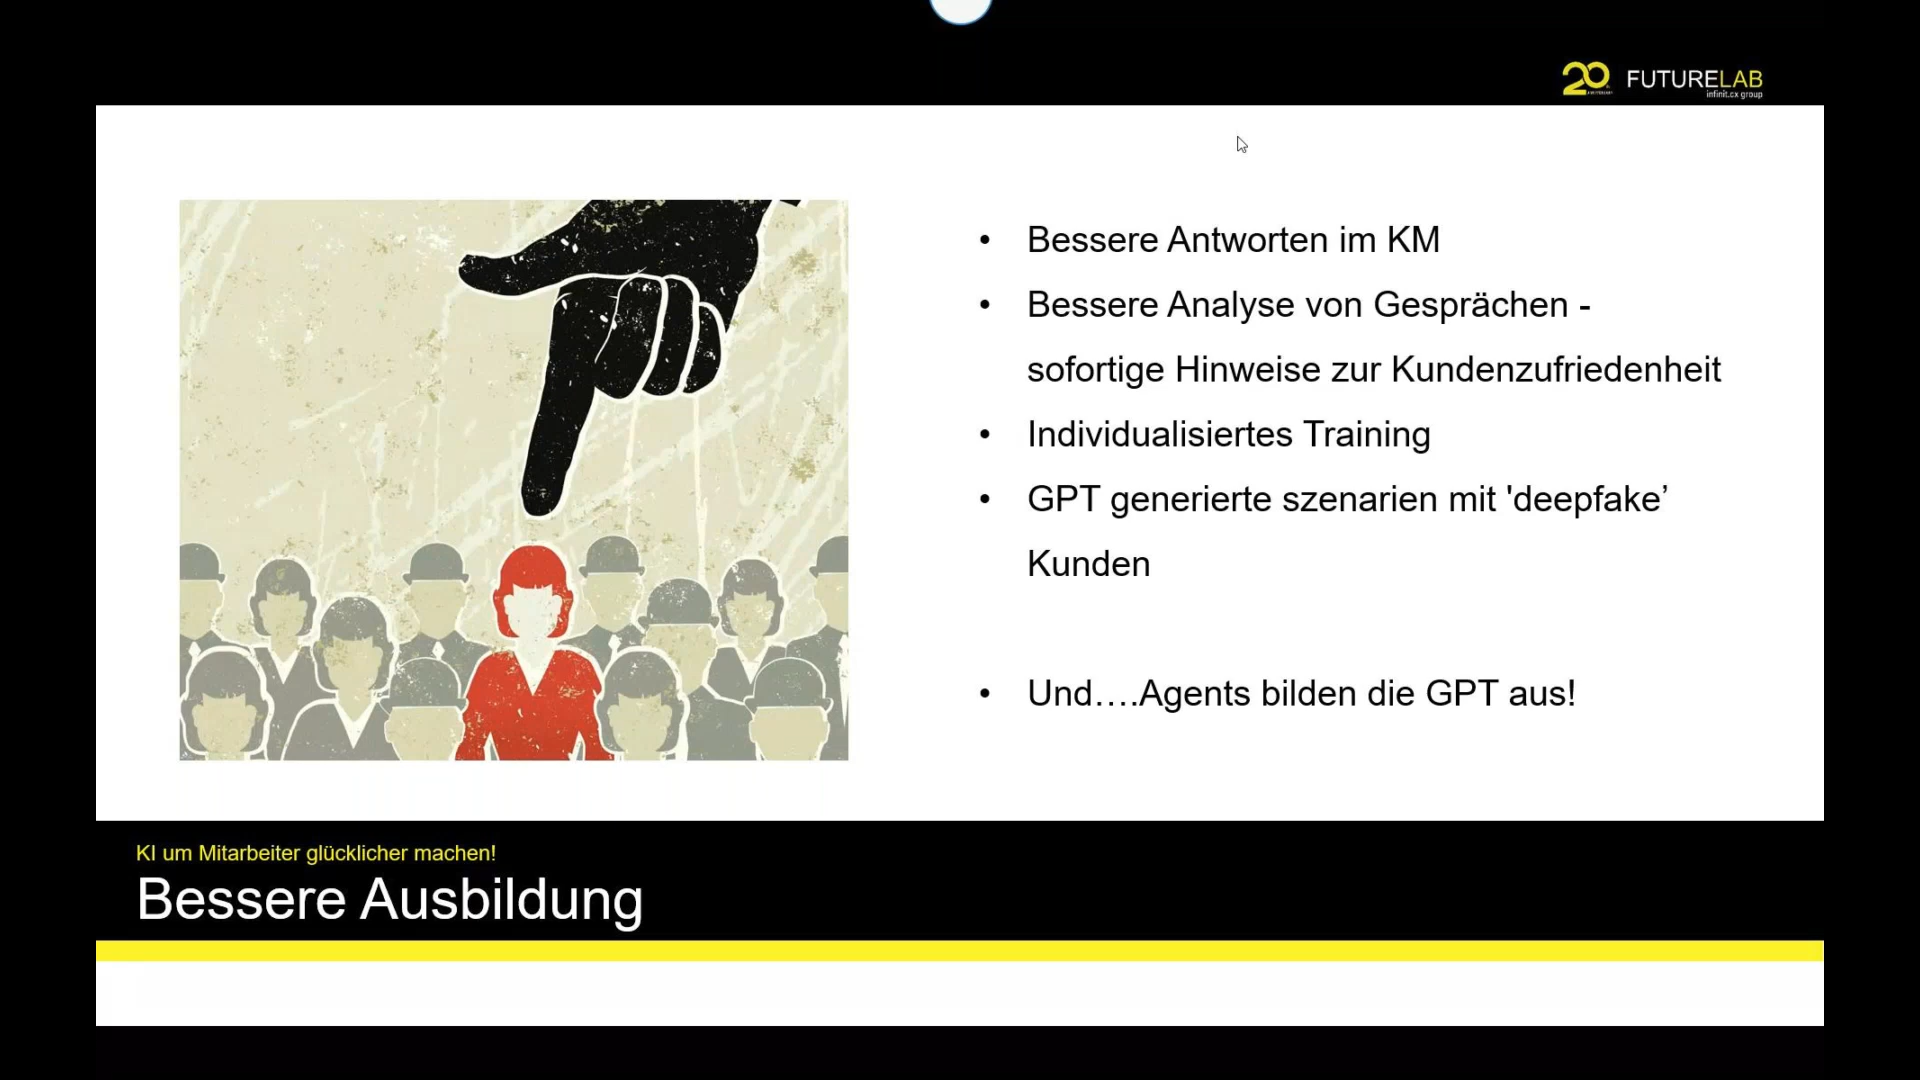 20 FUTURELAB
infinit.cx group
• Bessere Antworten im KM
• Bessere Analyse von Gesprächen -
sofortige Hinweise zur Kundenzufriedenheit
• Individualisiertes Training
• GPT generierte szenarien mit 'deepfake’
Kunden
• Und….Agents bilden die GPT aus!
KI um Mitarbeiter glücklicher machen!
Bessere Ausbildung